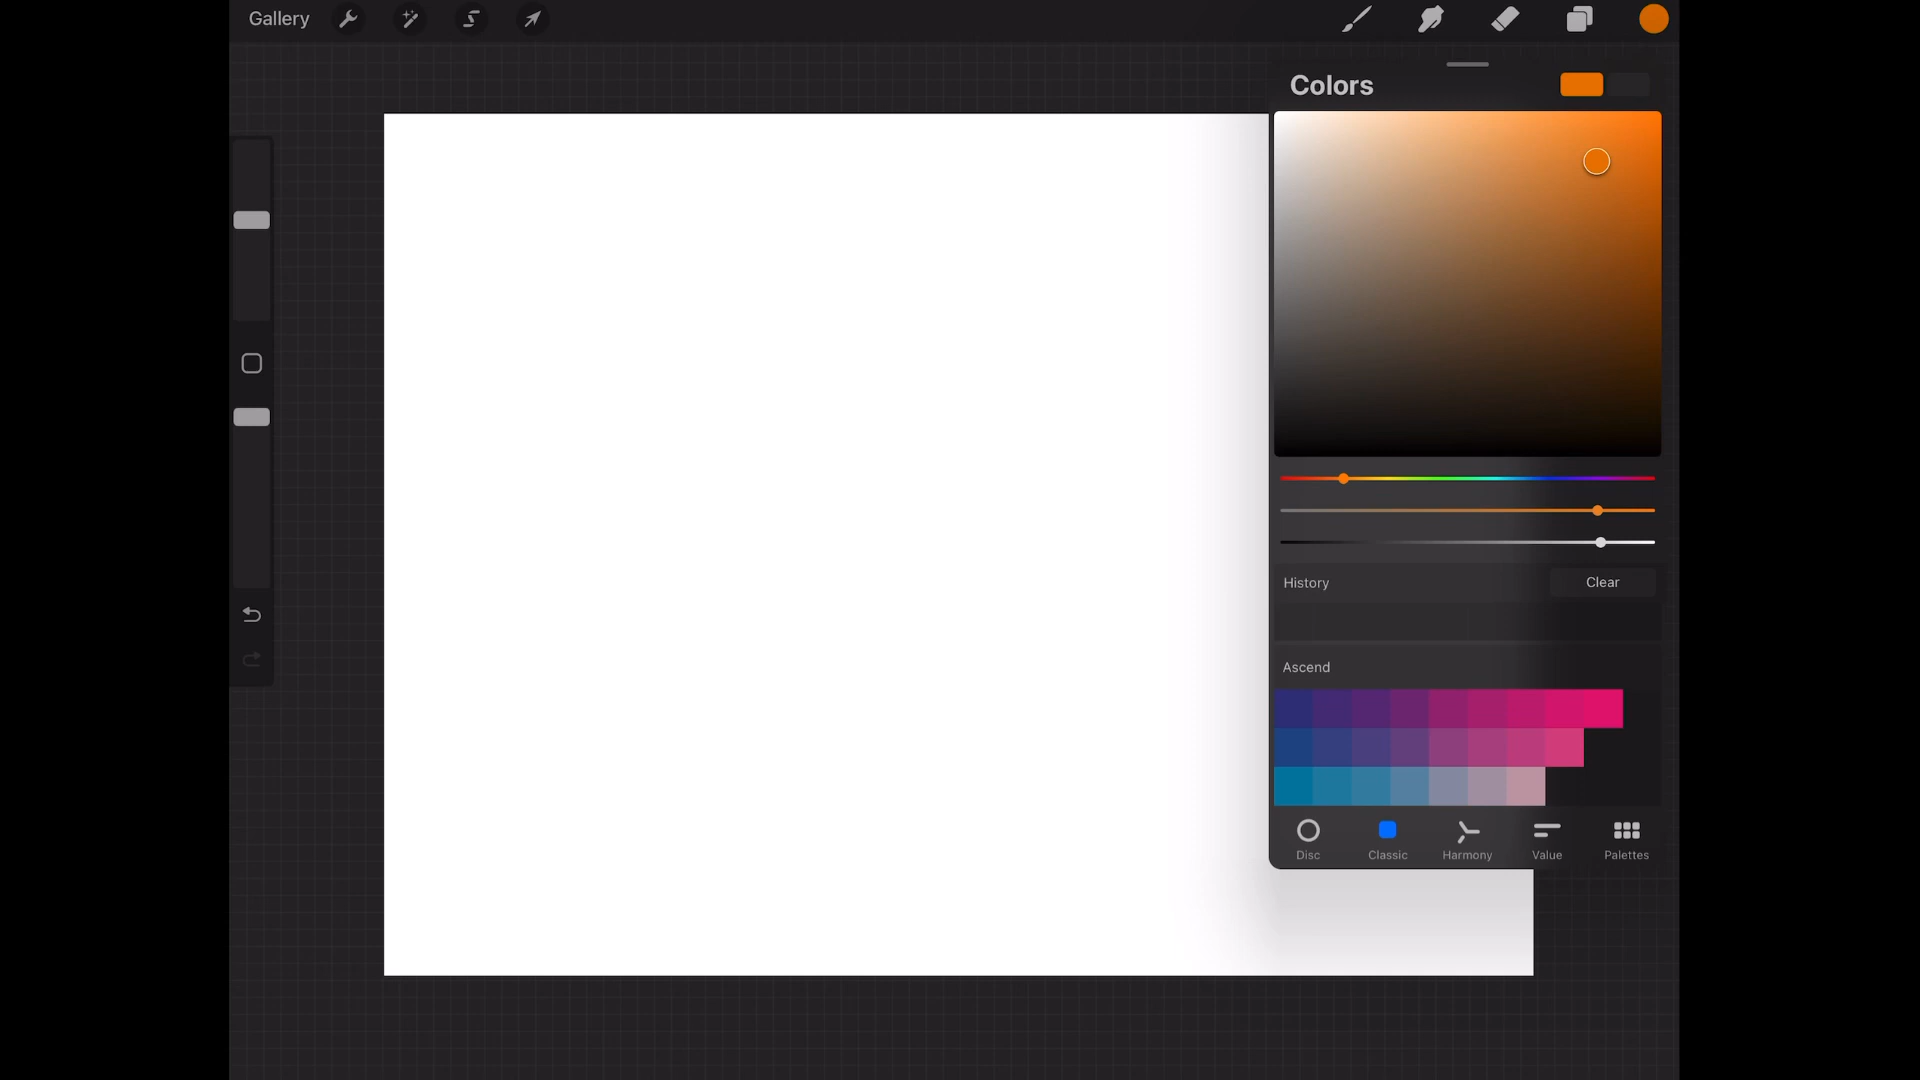 Gallery
Colors
History
Clear
Ascend
Disc
Classic
Harmony
Value
Palettes